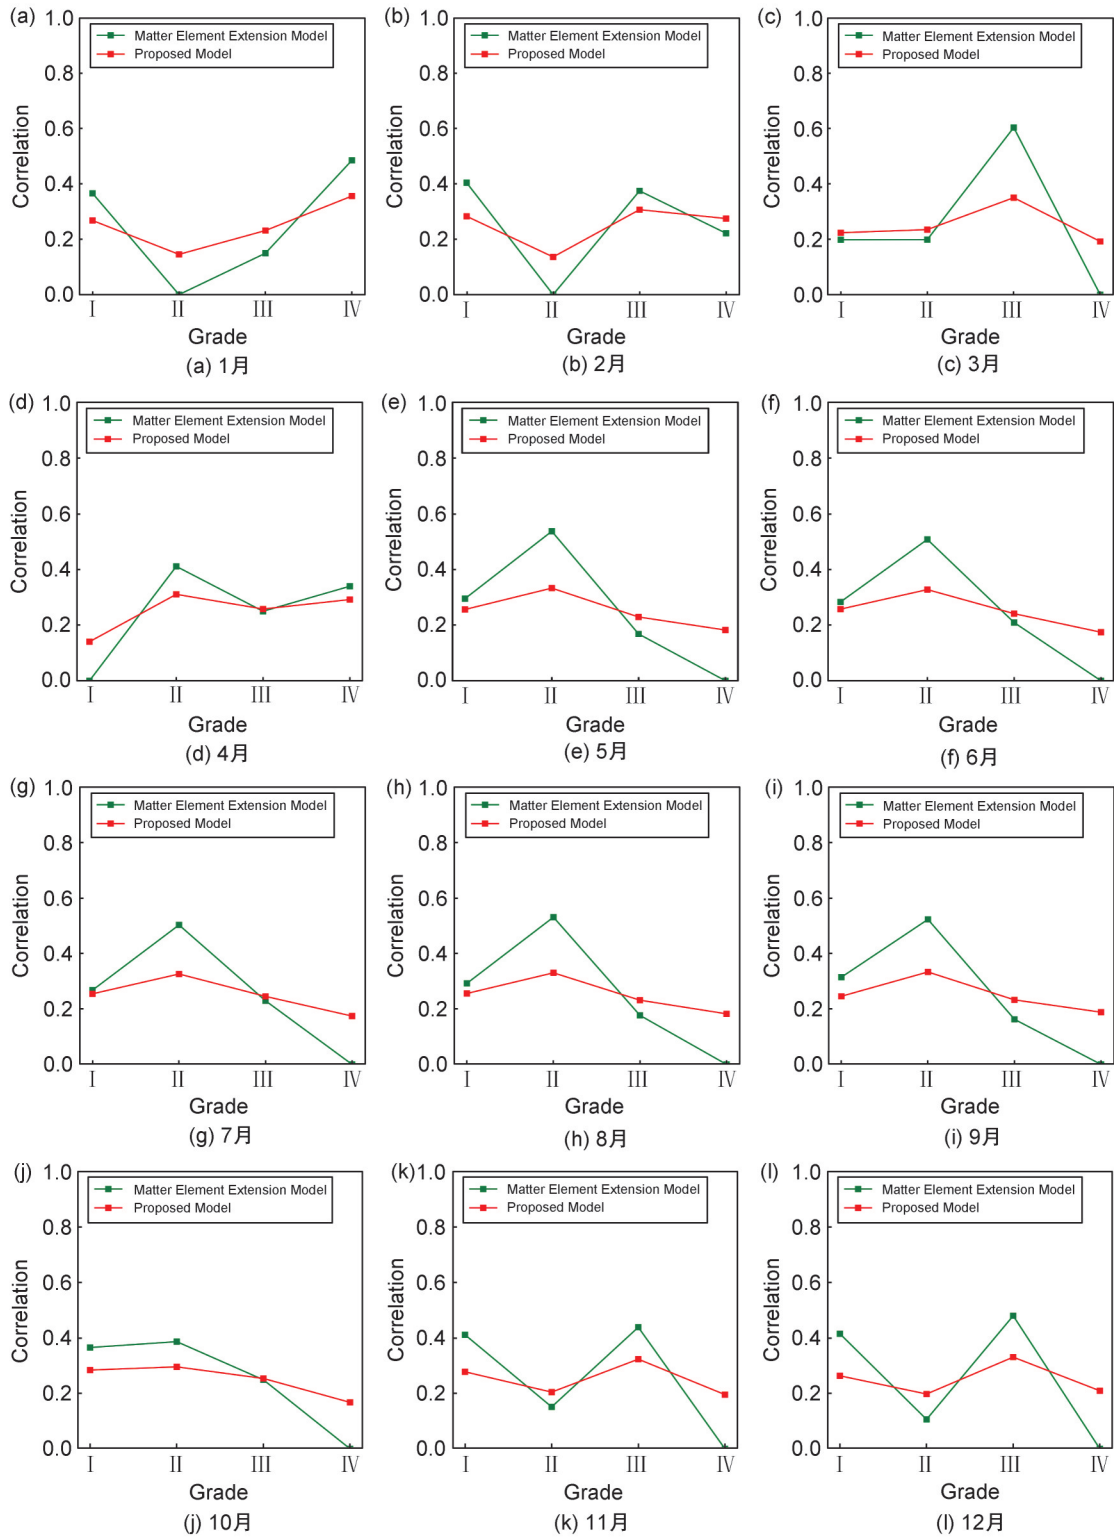 (a)
1.0
0.8
0.6
0.4
0.2
0.0
Correlation
Matter Element Extension Model
Proposed Model
I II III IV
Grade
(a) 1月
(b)
1.0
0.8
0.6
0.4
0.2
0.0
Correlation
Matter Element Extension Model
Proposed Model
I II III IV
Grade
(b) 2月
(c)
1.0
0.8
0.6
0.4
0.2
0.0
Correlation
Matter Element Extension Model
Proposed Model
I II III IV
Grade
(c) 3月
(d)
1.0
0.8
0.6
0.4
0.2
0.0
Correlation
Matter Element Extension Model
Proposed Model
I II III IV
Grade
(d) 4月
(e)
1.0
0.8
0.6
0.4
0.2
0.0
Correlation
Matter Element Extension Model
Proposed Model
I II III IV
Grade
(e) 5月
(f)
1.0
0.8
0.6
0.4
0.2
0.0
Correlation
Matter Element Extension Model
Proposed Model
I II III IV
Grade
(f) 6月
(g)
1.0
0.8
0.6
0.4
0.2
0.0
Correlation
Matter Element Extension Model
Proposed Model
I II III IV
Grade
(g) 7月
(h)
1.0
0.8
0.6
0.4
0.2
0.0
Correlation
Matter Element Extension Model
Proposed Model
I II III IV
Grade
(h) 8月
(i)
1.0
0.8
0.6
0.4
0.2
0.0
Correlation
Matter Element Extension Model
Proposed Model
I II III IV
Grade
(i) 9月
(j)
1.0
0.8
0.6
0.4
0.2
0.0
Correlation
Matter Element Extension Model
Proposed Model
I II III IV
Grade
(j) 10月
(k)
1.0
0.8
0.6
0.4
0.2
0.0
Correlation
Matter Element Extension Model
Proposed Model
I II III IV
Grade
(k) 11月
(l)
1.0
0.8
0.6
0.4
0.2
0.0
Correlation
Matter Element Extension Model
Proposed Model
I II III IV
Grade
(l) 12月